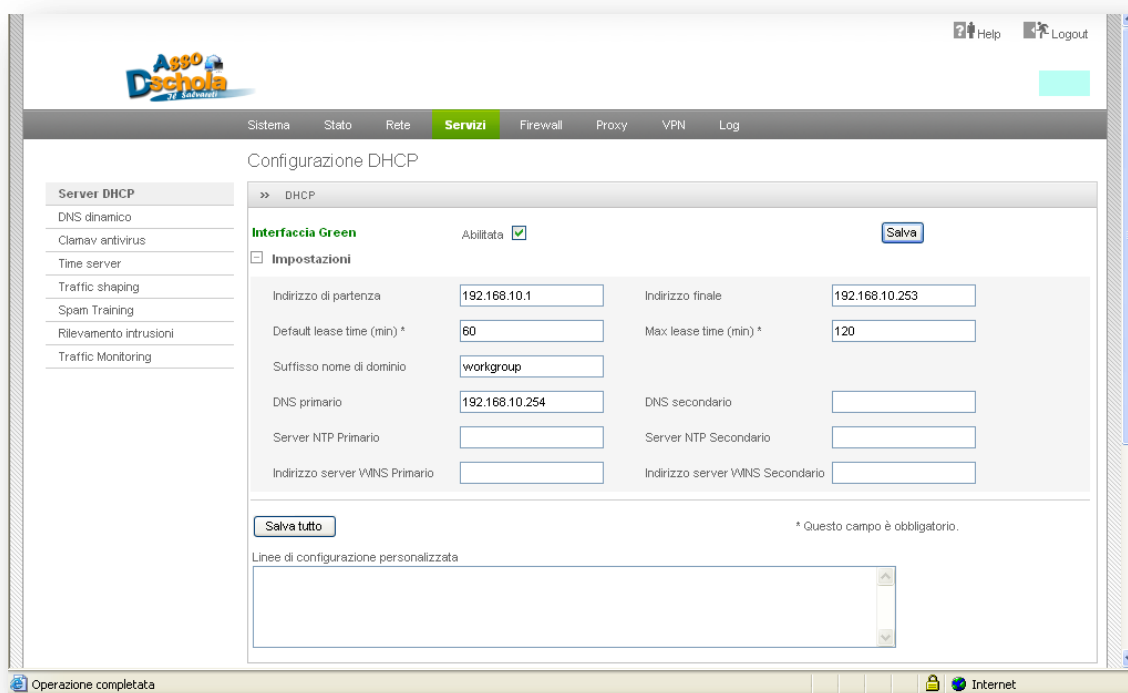 Help Logout
Asso
Dschola
Il Salvareti
Sistema Stato Rete Servizi Firewall Proxy VPN Log
Configurazione DHCP
Server DHCP
DNS dinamico
Clamav antivirus
Time server
Traffic shaping
Spam Training
Rilevamento intrusioni
Traffic Monitoring
» DHCP
Interfaccia Green Abilitata Salva
Impostazioni
Indirizzo di partenza 192.168.10.1 Indirizzo finale 192.168.10.253
Default lease time (min) * 60 Max lease time (min) * 120
Suffisso nome di dominio workgroup
DNS primario 192.168.10.254 DNS secondario
Server NTP Primario Server NTP Secondario
Indirizzo server WINS Primario Indirizzo server WINS Secondario
Salva tutto * Questo campo è obbligatorio.
Linee di configurazione personalizzata
Operazione completata Internet